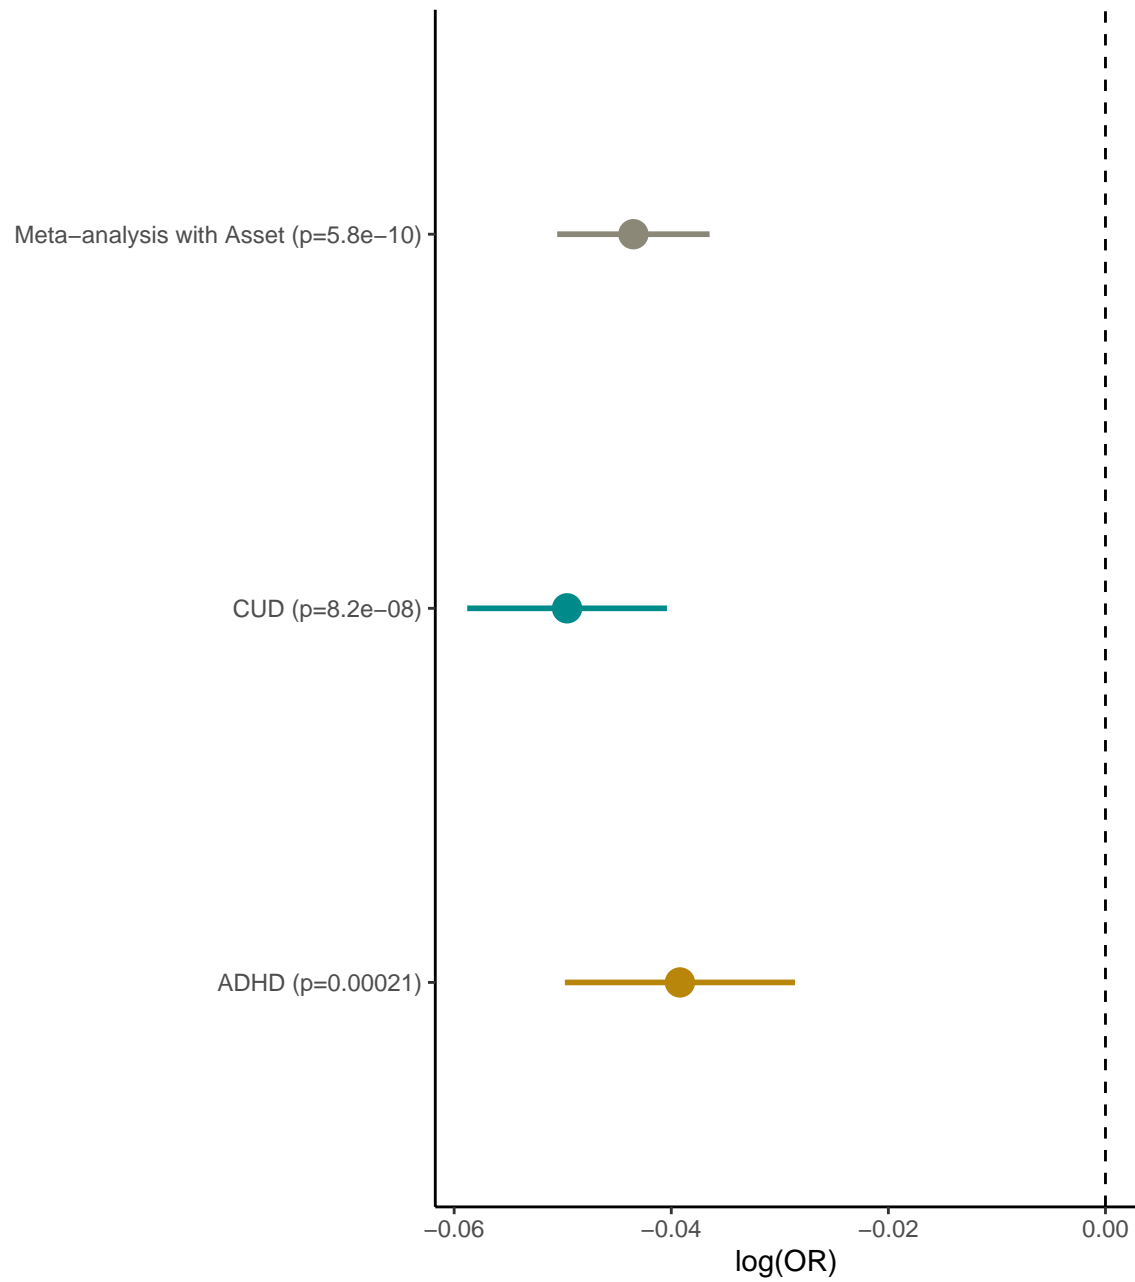 Meta−analysis with Asset (p=5.8e−10)
CUD (p=8.2e−08)
ADHD (p=0.00021)
−0.06 −0.04 −0.02 0.00
log(OR)